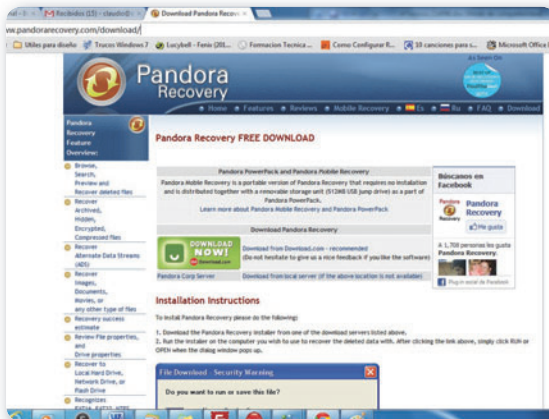 Recibidos (15) - claudio@
Download Pandora Recov
w.pandorarecovery.com/download/
Utiles para diseño
Trucos Windows 7
Lucybell - Fenix (201...
Formacion Tecnica ...
Como Configurar R...
10 canciones para s...
Microsoft Office
As Seen On
Pandora
Recovery
Home
Features
Reviews
Mobile Recovery
Es
Ru
FAQ
Download
Pandora
Recovery
Feature
Overview:
Browse,
Search,
Preview and
Recover deleted files
Recover
Archived,
Hidden,
Encrypted,
Compressed files
Recover
Alternate Data Streams
(ADS)
Recover
Images,
Documents,
Movies, or
any other type of files
Recovery success
estimate
Review File properties,
and
Drive properties
Recover to
Local Hard Drive,
Network Drive, or
Flash Drive
Recognizes
Pandora Recovery FREE DOWNLOAD
Pandora PowerPack and Pandora Mobile Recovery
Pandora Mobile Recovery is a portable version of Pandora Recovery that requires no installation
and is distributed together with a removable storage unit (512MB USB jump drive) as a part of
Pandora PowerPack.
Learn more about Pandora Mobile Recovery and Pandora PowerPack
Download Pandora Recovery
DOWNLOAD
NOW!
Download.com
Download from Download.com - recommended
(Do not hesitate to give us a nice feedback if you like the software)
Pandora Corp Server
Download from local server (if the above location is not available)
Installation Instructions
To install Pandora Recovery please do the following:
1. Download the Pandora Recovery installer from one of the download servers listed above.
2. Run the installer on the computer you wish to use to recover the deleted data with. After clicking the link above, simply click RUN or
OPEN when the dialog window pops up.
File Download - Security Warning
Do you want to run or save this file?
Búscanos en
Facebook
Pandora
Recovery
Me gusta
A 1,708 personas les gusta
Pandora Recovery.
Plug-in social de Facebook